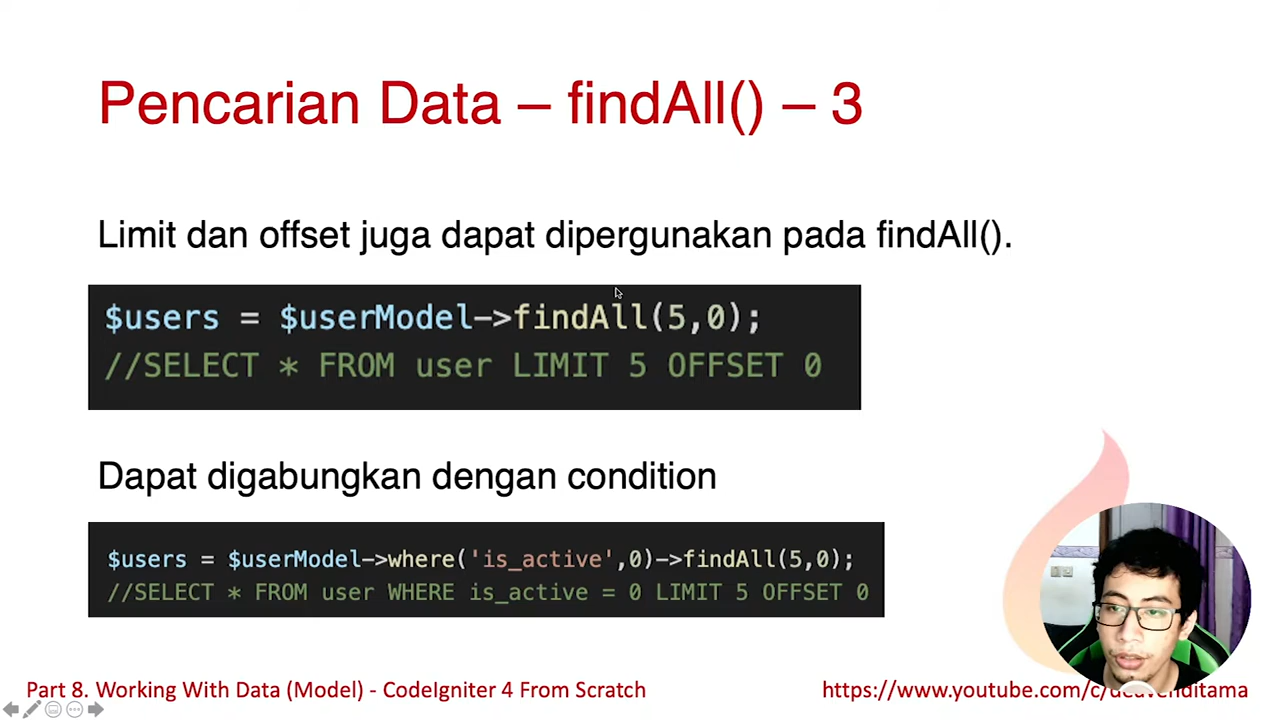 Pencarian Data – findAll() – 3
Limit dan offset juga dapat dipergunakan pada findAll().
$users = $userModel->findAll(5,0);
//SELECT * FROM user LIMIT 5 OFFSET 0
Dapat digabungkan dengan condition
$users = $userModel->where('is_active',0)->findAll(5,0);
//SELECT * FROM user WHERE is_active = 0 LIMIT 5 OFFSET 0
Part 8. Working With Data (Model) - CodeIgniter 4 From Scratch
https://www.youtube.com/c/deavenditama